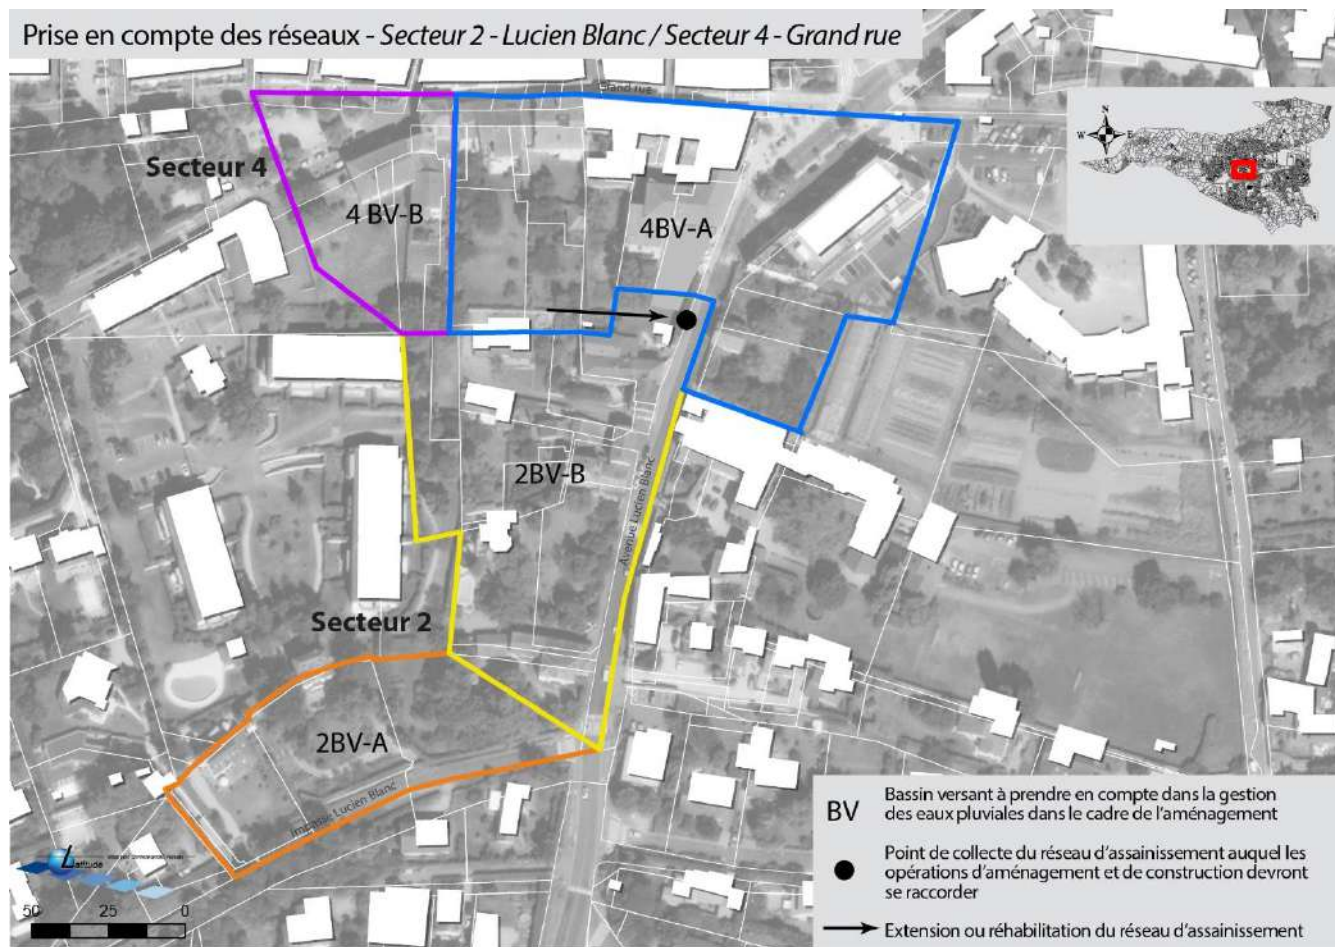 Prise en compte des réseaux - Secteur 2 - Lucien Blanc / Secteur 4 - Grand rue
Grand rue
N
W E
S
Secteur 4
4 BV-B
4BV-A
2BV-B
Avenue Lucien Blanc
Secteur 2
2BV-A
Impasse Lucien Blanc
BV Bassin versant à prendre en compte dans la gestion
des eaux pluviales dans le cadre de l'aménagement
Point de collecte du réseau d'assainissement auquel les
opérations d'aménagement et de construction devront
se raccorder
Extension ou réhabilitation du réseau d'assainissement
Latitude
50 25 0